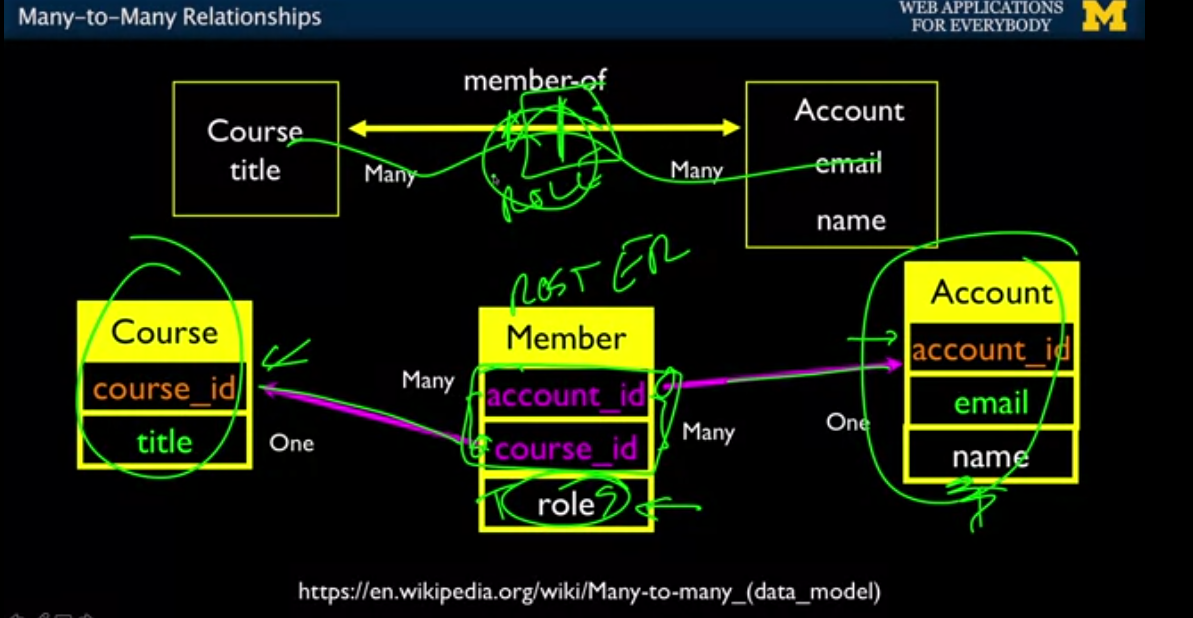 Many-to-Many Relationships
WEB APPLICATIONS
FOR EVERYBODY
M
member-of
Course
title
Many
Many
Account
email
name
ROLE
ROSTER
Course
course_id
title
One
Many
Member
account_id
course_id
role
Many
One
Account
account_id
email
name
https://en.wikipedia.org/wiki/Many-to-many_(data_model)